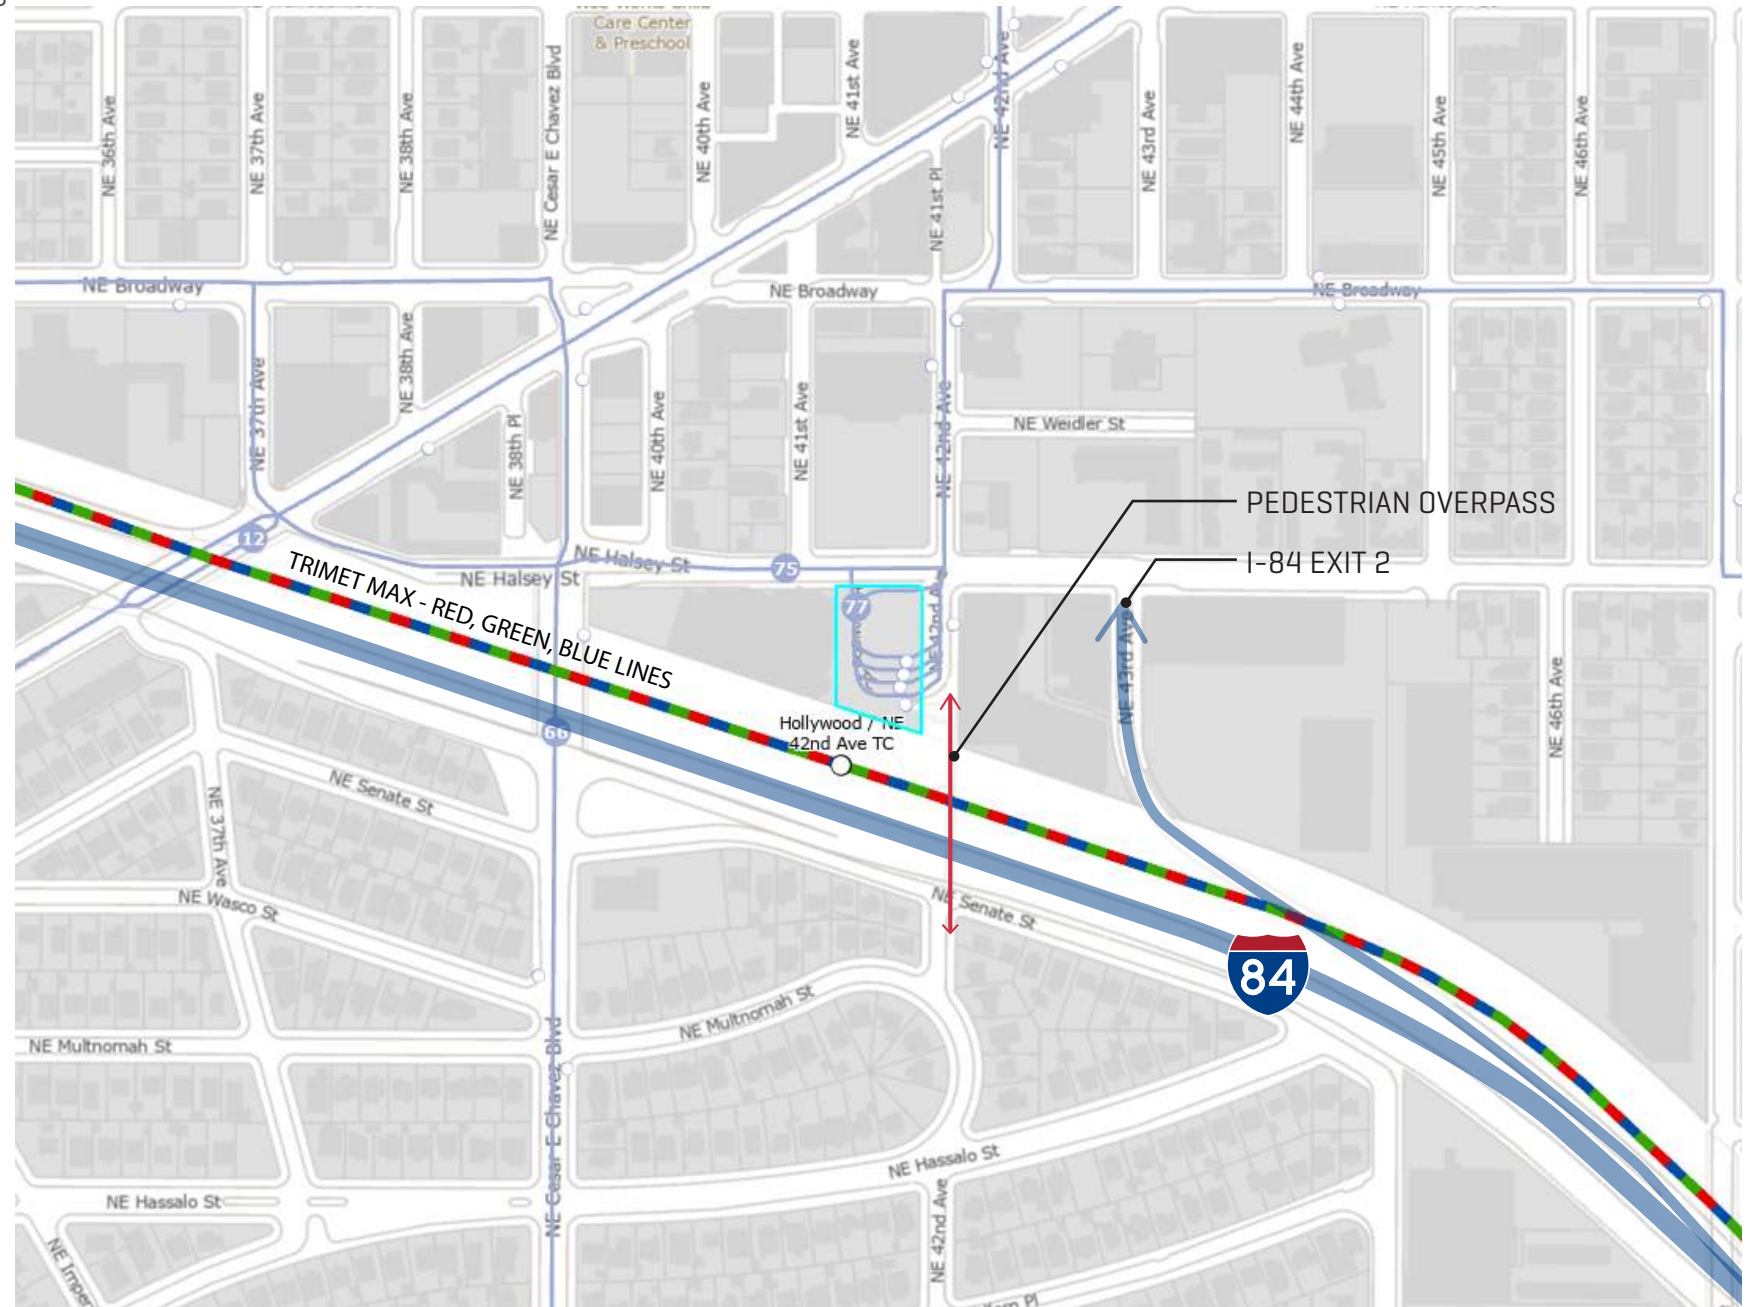 Care Center
& Preschool
NE 36th Ave
NE 37th Ave
NE 38th Ave
NE Cesar E Chavez Blvd
NE 40th Ave
NE 41st Ave
NE 41st Pl
NE 42nd Ave
NE 43rd Ave
NE 44th Ave
NE 45th Ave
NE 46th Ave
NE Broadway
NE Broadway
NE Broadway
NE 37th Ave
NE 38th Ave
NE 38th Pl
NE 40th Ave
NE 41st Ave
NE 42nd Ave
NE Weidler St
PEDESTRIAN OVERPASS
I-84 EXIT 2
12
TRIMET MAX - RED, GREEN, BLUE LINES
NE Halsey St
NE Halsey St
75
77
NE 42nd Ave
NE 43rd Ave
NE 46th Ave
Hollywood / NE
42nd Ave TC
66
NE Senate St
NE 37th Ave
NE Wasco St
NE Senate St
84
NE Multnomah St
NE Multnomah St
NE Cesar E Chavez Blvd
NE Hassalo St
NE Hassalo St
NE 42nd Ave